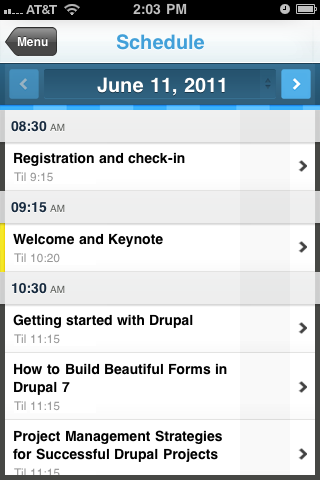 AT&T 2:03 PM
Menu Schedule
June 11, 2011
08:30 AM
Registration and check-in
Til 9:15
09:15 AM
Welcome and Keynote
Til 10:20
10:30 AM
Getting started with Drupal
Til 11:15
How to Build Beautiful Forms in
Drupal 7
Til 11:15
Project Management Strategies
for Successful Drupal Projects
Til 11:15